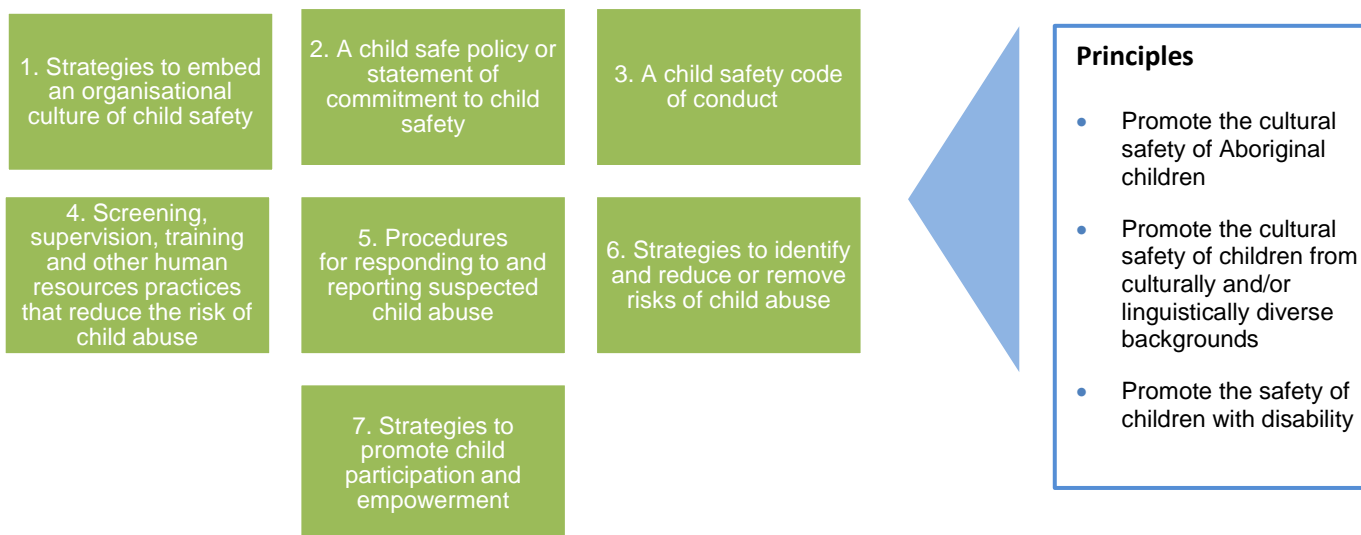 1. Strategies to embed
an organisational
culture of child safety
2. A child safe policy or
statement of
commitment to child
safety
3. A child safety code
of conduct
4. Screening,
supervision, training
and other human
resources practices
that reduce the risk of
child abuse
5. Procedures
for responding to and
reporting suspected
child abuse
6. Strategies to identify
and reduce or remove
risks of child abuse
7. Strategies to
promote child
participation and
empowerment
Principles
• Promote the cultural
safety of Aboriginal
children
• Promote the cultural
safety of children from
culturally and/or
linguistically diverse
backgrounds
• Promote the safety of
children with disability